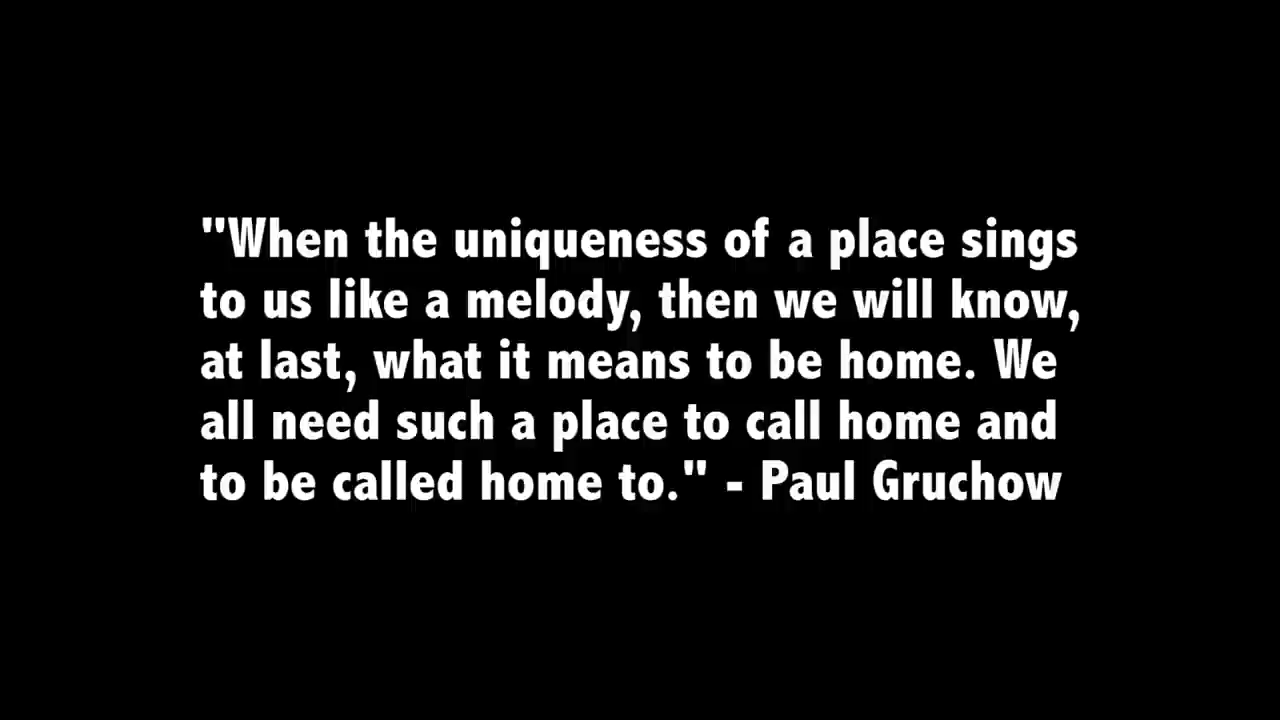 "When the uniqueness of a place sings
to us like a melody, then we will know,
at last, what it means to be home. We
all need such a place to call home and
to be called home to." - Paul Gruchow